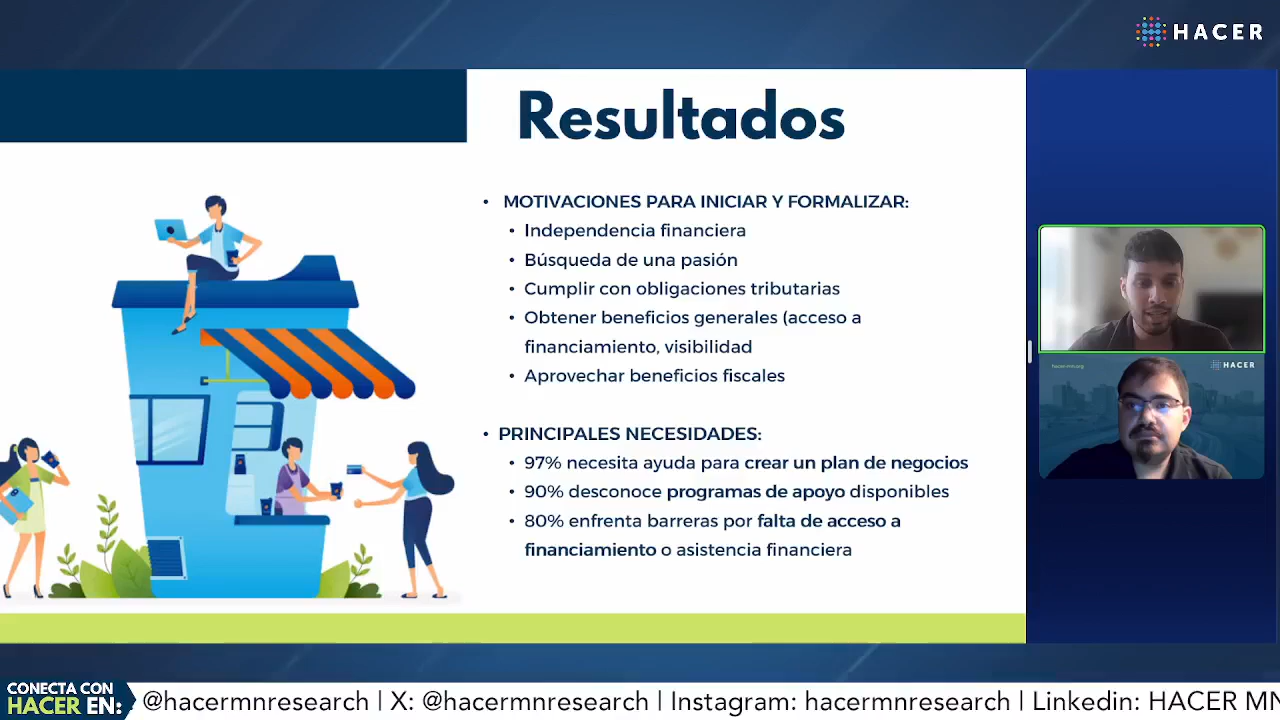 HACER
Resultados
• MOTIVACIONES PARA INICIAR Y FORMALIZAR:
• Independencia financiera
• Búsqueda de una pasión
• Cumplir con obligaciones tributarias
• Obtener beneficios generales (acceso a
financiamiento, visibilidad
• Aprovechar beneficios fiscales
• PRINCIPALES NECESIDADES:
• 97% necesita ayuda para crear un plan de negocios
• 90% desconoce programas de apoyo disponibles
• 80% enfrenta barreras por falta de acceso a
financiamiento o asistencia financiera
HACER
CONECTA CON
HACER EN:
@hacermnresearch | X: @hacermnresearch | Instagram: hacermnresearch | Linkedin: HACER MN